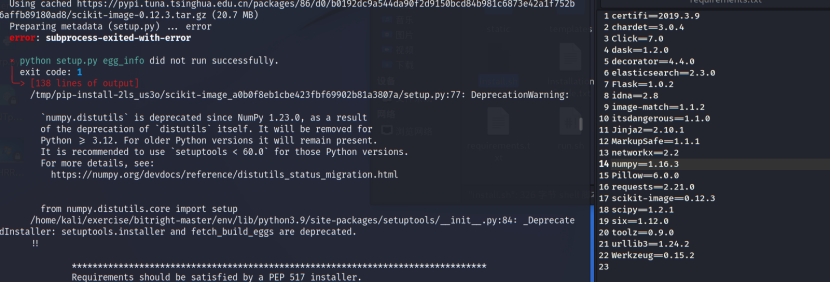 Using cached https://pypi.tuna.tsinghua.edu.cn/packages/86/d0/b0192dc9a544da90f2d9150bcd84b981c6873e42a1f752b
6affb89180ad8/scikit-image-0.12.3.tar.gz (20.7 MB)
Preparing metadata (setup.py) ... error
error: subprocess-exited-with-error
× python setup.py egg_info did not run successfully.
│ exit code: 1
╰─> [138 lines of output]
/tmp/pip-install-2ls_us3o/scikit-image_a0b0f8eb1cbe423fbf69902b81a3807a/setup.py:77: DeprecationWarning:
`numpy.distutils` is deprecated since NumPy 1.23.0, as a result
of the deprecation of `distutils` itself. It will be removed for
Python ≥ 3.12. For older Python versions it will remain present.
It is recommended to use `setuptools < 60.0` for those Python versions.
For more details, see:
https://numpy.org/devdocs/reference/distutils_status_migration.html
from numpy.distutils.core import setup
/home/kali/exercise/bitright-master/env/lib/python3.9/site-packages/setuptools/__init__.py:84: _Deprecate
dInstaller: setuptools.installer and fetch_build_eggs are deprecated.
!!
********************************************************************************
Requirements should be satisfied by a PEP 517 installer.
requirements.txt
1 certifi==2019.3.9
2 chardet==3.0.4
3 Click==7.0
4 dask==1.2.0
5 decorator==4.4.0
6 elasticsearch==2.3.0
7 Flask==1.0.2
8 idna==2.8
9 image-match==1.1.2
10 itsdangerous==1.1.0
11 Jinja2==2.10.1
12 MarkupSafe==1.1.1
13 networkx==2.2
14 numpy==1.16.3
15 Pillow==6.0.0
16 requests==2.21.0
17 scikit-image==0.12.3
18 scipy==1.2.1
19 six==1.12.0
20 toolz==0.9.0
21 urllib3==1.24.2
22 Werkzeug==0.15.2
23